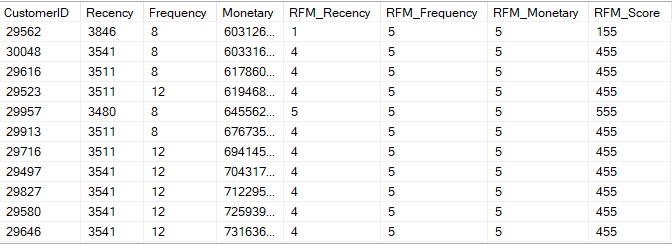 CustomerID Recency Frequency Monetary RFM_Recency RFM_Frequency RFM_Monetary RFM_Score
29562 3846 8 603126... 1 5 5 155
30048 3541 8 603316... 4 5 5 455
29616 3511 8 617860... 4 5 5 455
29523 3511 12 619468... 4 5 5 455
29957 3480 8 645562... 5 5 5 555
29913 3511 8 676735... 4 5 5 455
29716 3511 12 694145... 4 5 5 455
29497 3541 12 704317... 4 5 5 455
29827 3541 12 712295... 4 5 5 455
29580 3541 12 725939... 4 5 5 455
29646 3541 12 731636... 4 5 5 455